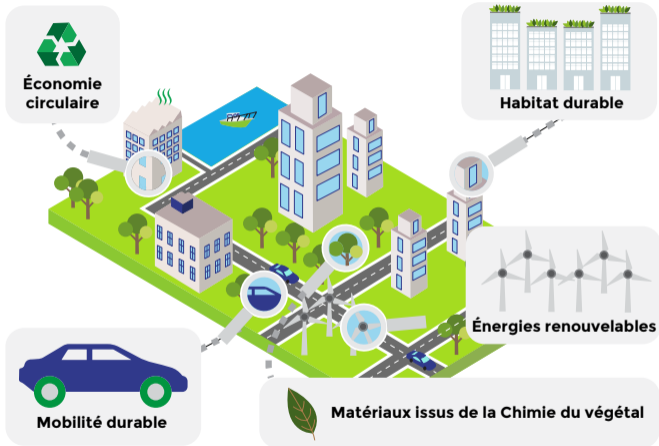 Économie
circulaire
Habitat durable
Énergies renouvelables
Mobilité durable
Matériaux issus de la Chimie du végétal